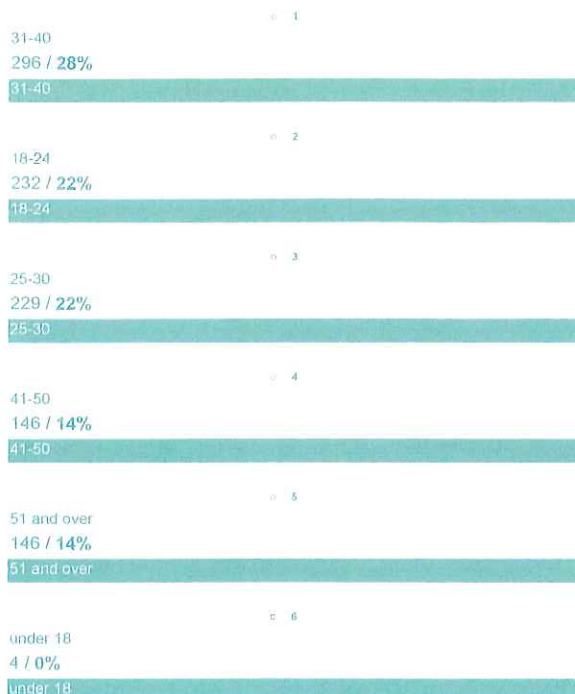 1
31-40
296 / 28%
31-40
2
18-24
232 / 22%
18-24
3
25-30
229 / 22%
25-30
4
41-50
146 / 14%
41-50
5
51 and over
146 / 14%
51 and over
6
under 18
4 / 0%
under 18